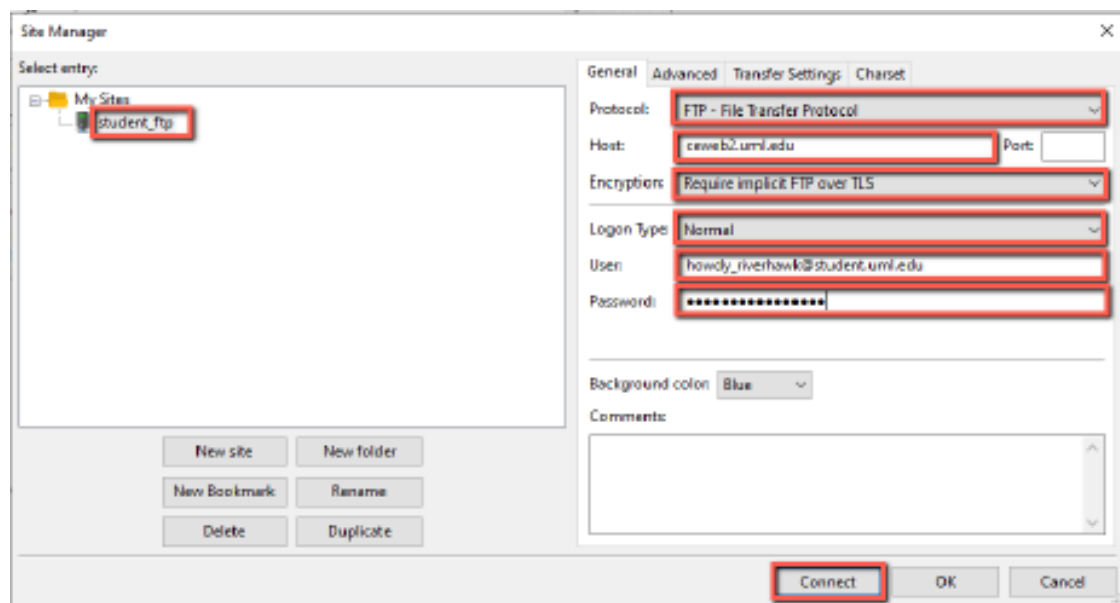 Site Manager
Select entry:
My Sites
student_ftp
New site
New folder
New Bookmark
Rename
Delete
Duplicate
General Advanced Transfer Settings Charset
Protocol: FTP - File Transfer Protocol
Host: ceweb2.uml.edu Port:
Encryption: Require implicit FTP over TLS
Logon Type: Normal
User: howdy_riverhawk@student.uml.edu
Password: ●●●●●●●●●●●●●●●●
Background color: Blue
Comments:
Connect OK Cancel